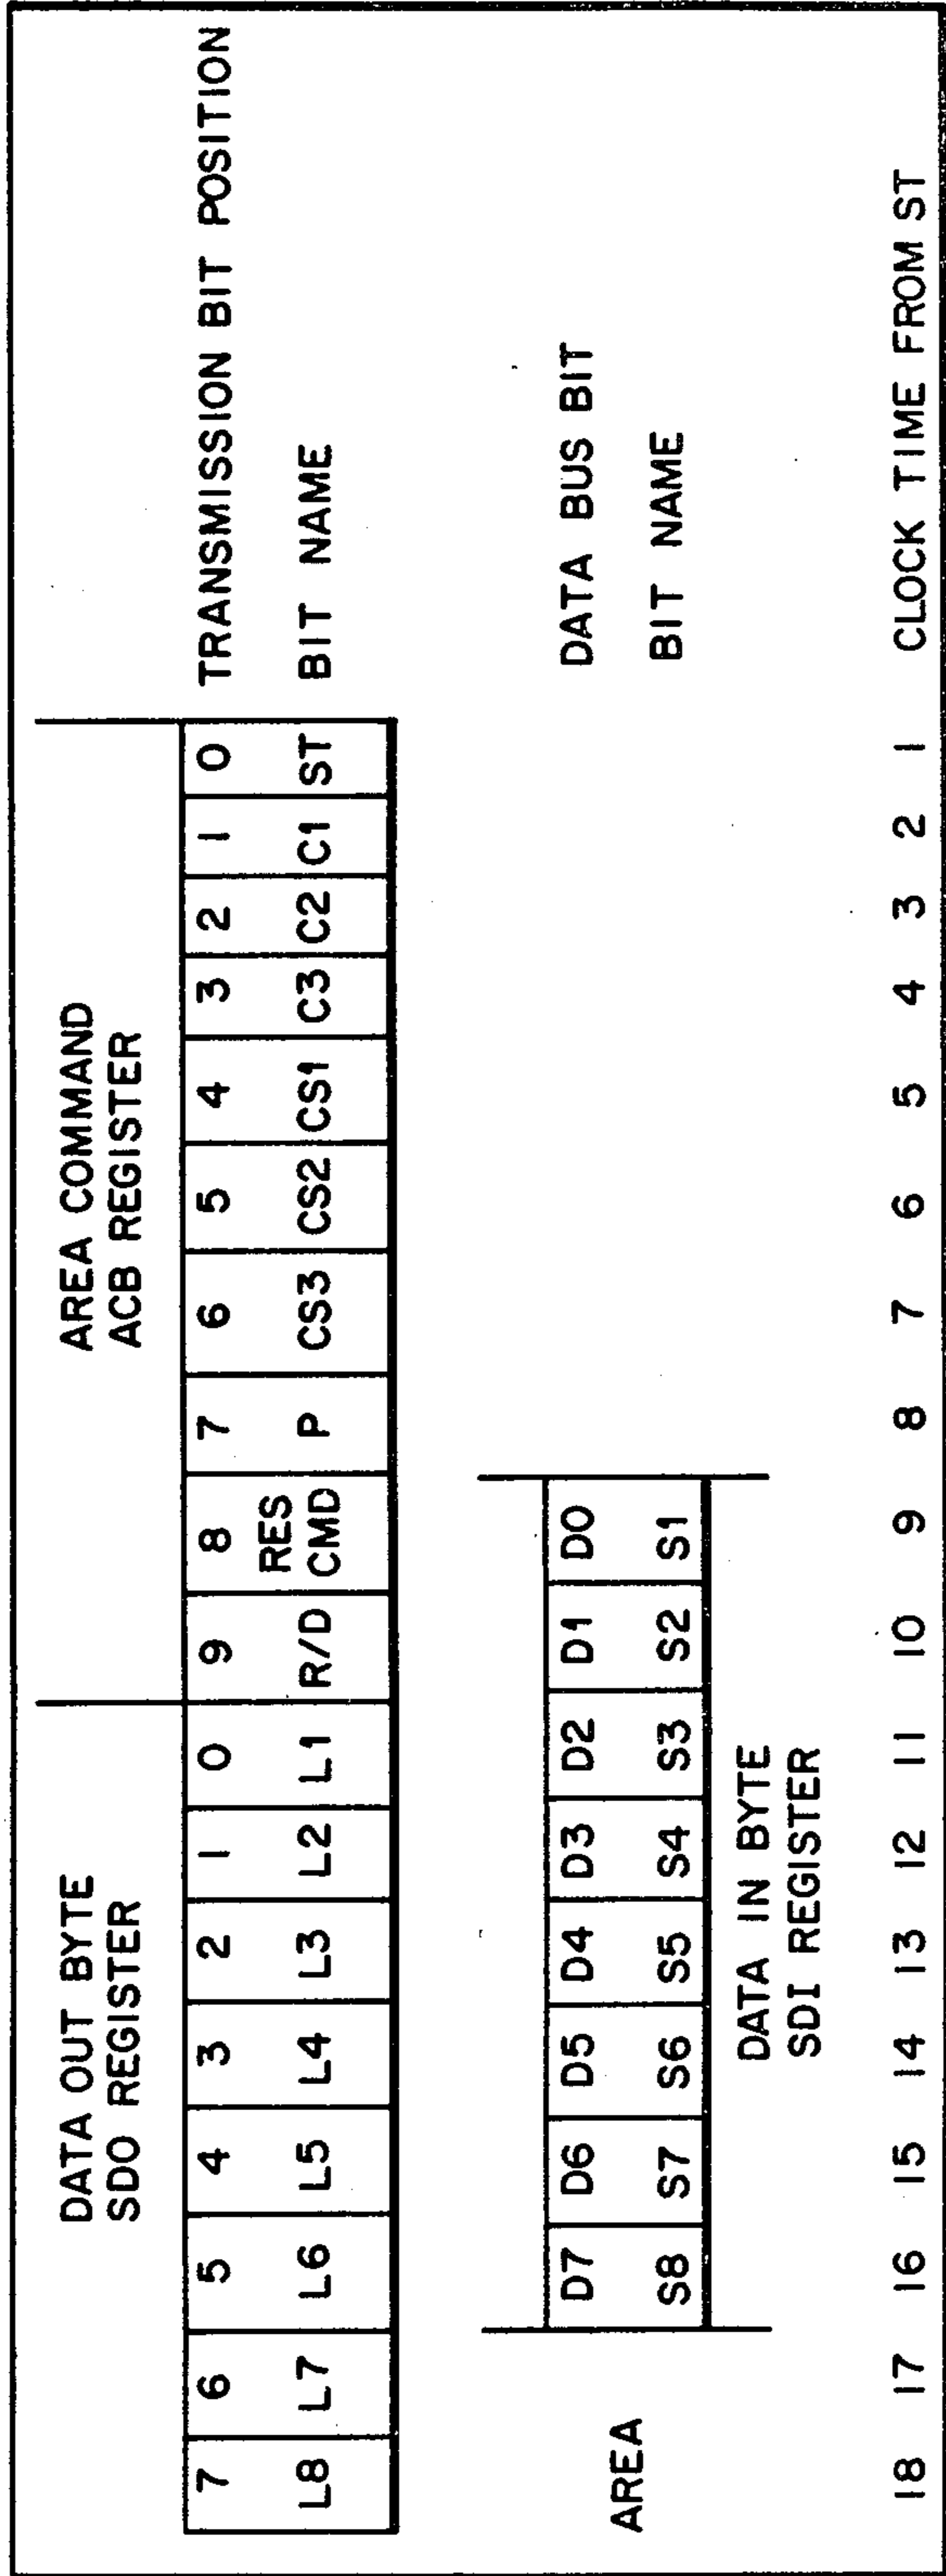 DATA OUT BYTE
SDO REGISTER
AREA COMMAND
ACB REGISTER
7 6 5 4 3 2 1 0 9 8 7 6 5 4 3 2 1 0 TRANSMISSION BIT POSITION
L8 L7 L6 L5 L4 L3 L2 L1 R/D RES CMD P CS3 CS2 CS1 C3 C2 C1 ST BIT NAME
AREA
D7 D6 D5 D4 D3 D2 D1 D0 DATA BUS BIT
S8 S7 S6 S5 S4 S3 S2 S1 BIT NAME
DATA IN BYTE
SDI REGISTER
18 17 16 15 14 13 12 11 10 9 8 7 6 5 4 3 2 1 CLOCK TIME FROM ST